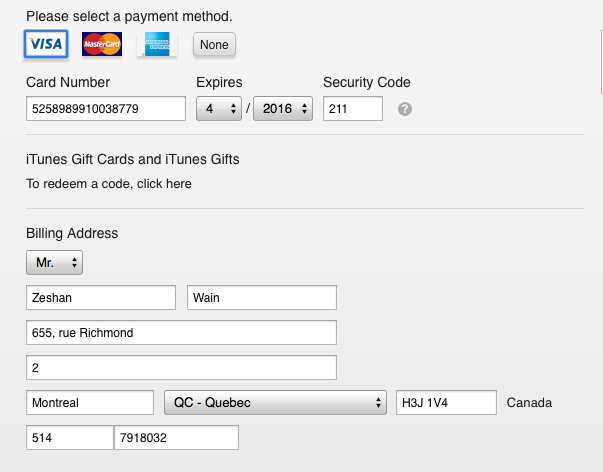 Please select a payment method.
VISA MasterCard AMERICAN EXPRESS None
Card Number Expires Security Code
5258989910038779 4 / 2016 211 ?
iTunes Gift Cards and iTunes Gifts
To redeem a code, click here
Billing Address
Mr.
Zeshan Wain
655, rue Richmond
2
Montreal QC - Quebec H3J 1V4 Canada
514 7918032